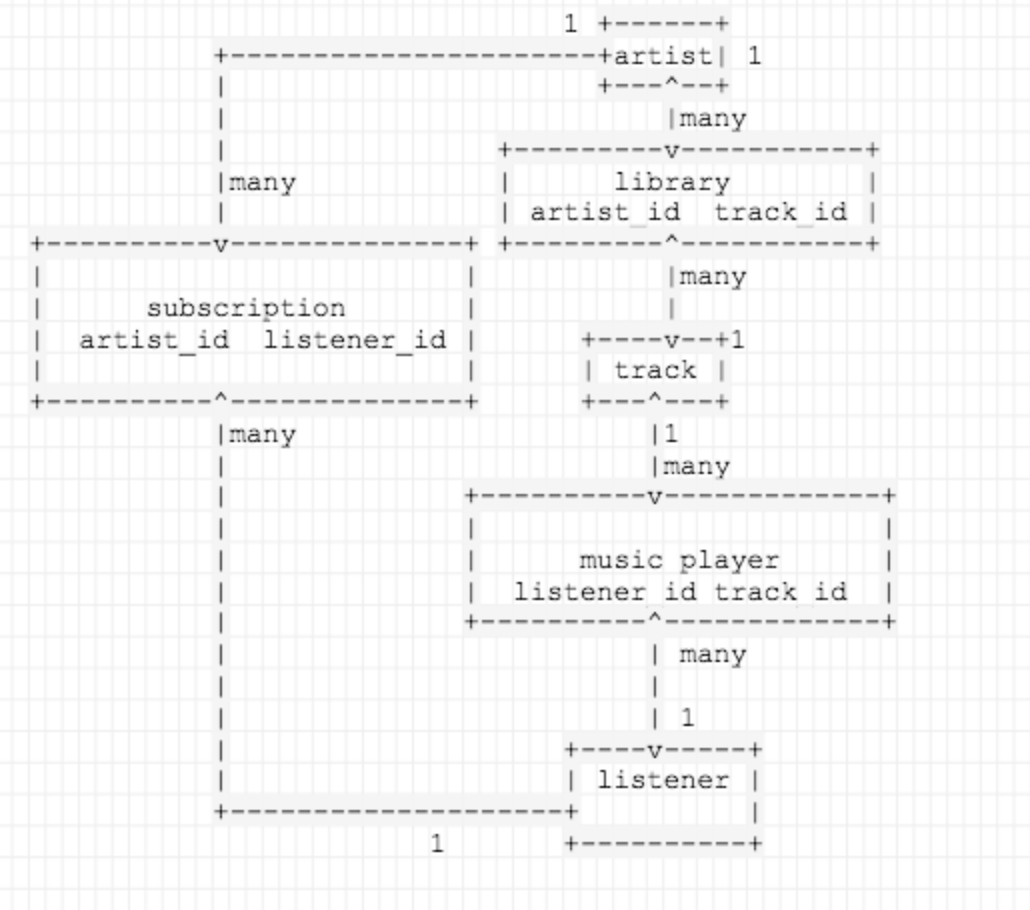 1
artist 1
many
many
library
artist_id track_id
many
subscription
artist_id listener_id
1
track
many
1
many
music player
listener_id track_id
many
1
listener
1